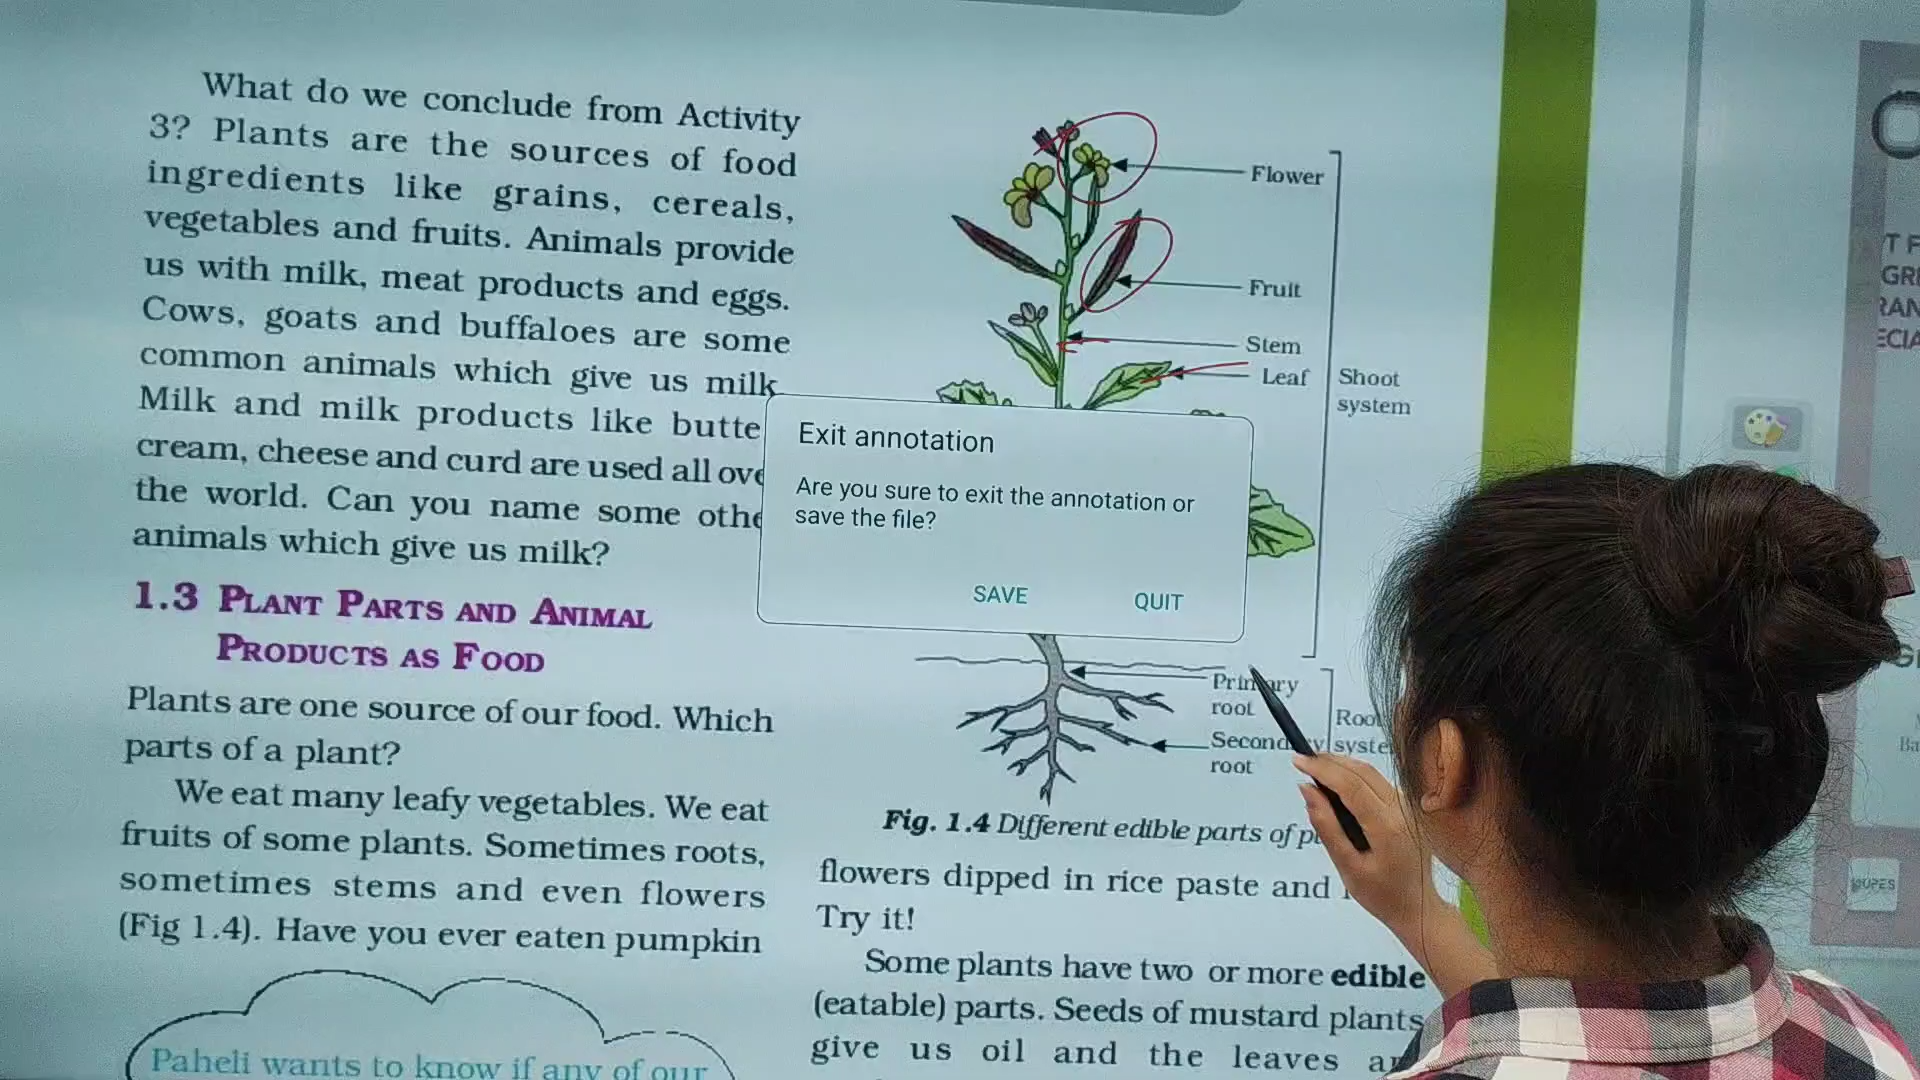 What do we conclude from Activity
3? Plants are the sources of food
ingredients like grains, cereals,
vegetables and fruits. Animals provide
us with milk, meat products and eggs.
Cows, goats and buffaloes are some
common animals which give us milk
Milk and milk products like butte
cream, cheese and curd are used all ove
the world. Can you name some othe
animals which give us milk?
1.3 PLANT PARTS AND ANIMAL
PRODUCTS AS FOOD
Plants are one source of our food. Which
parts of a plant?
We eat many leafy vegetables. We eat
fruits of some plants. Sometimes roots,
sometimes stems and even flowers
(Fig 1.4). Have you ever eaten pumpkin
Paheli wants to know if any of our
Flower
Fruit
Stem
Leaf
Shoot
system
Exit annotation
Are you sure to exit the annotation or
save the file?
SAVE
QUIT
Primary
root
Secondary
root
Roo
syste
Fig. 1.4 Different edible parts of p
flowers dipped in rice paste and
Try it!
Some plants have two or more edible
(eatable) parts. Seeds of mustard plants
give us oil and the leaves a